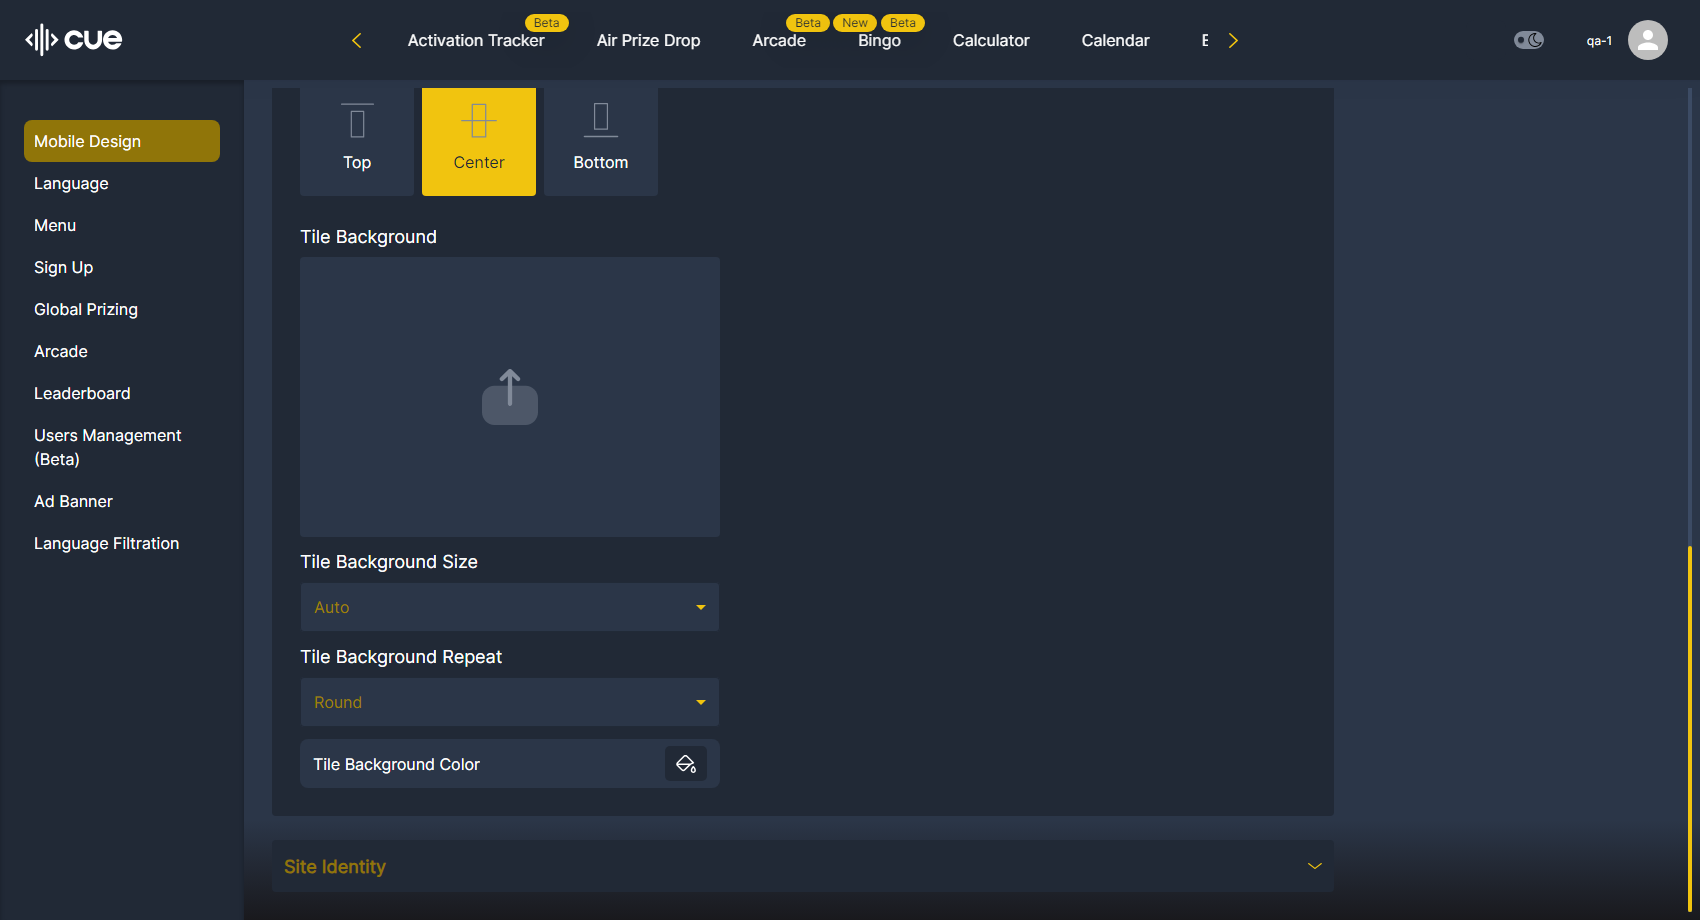 cue
Activation Tracker
Beta
Air Prize Drop
Arcade
Beta
New
Bingo
Beta
Calculator
Calendar
qa-1
Mobile Design
Language
Menu
Sign Up
Global Prizing
Arcade
Leaderboard
Users Management
(Beta)
Ad Banner
Language Filtration
Top
Center
Bottom
Tile Background
Tile Background Size
Auto
Tile Background Repeat
Round
Tile Background Color
Site Identity